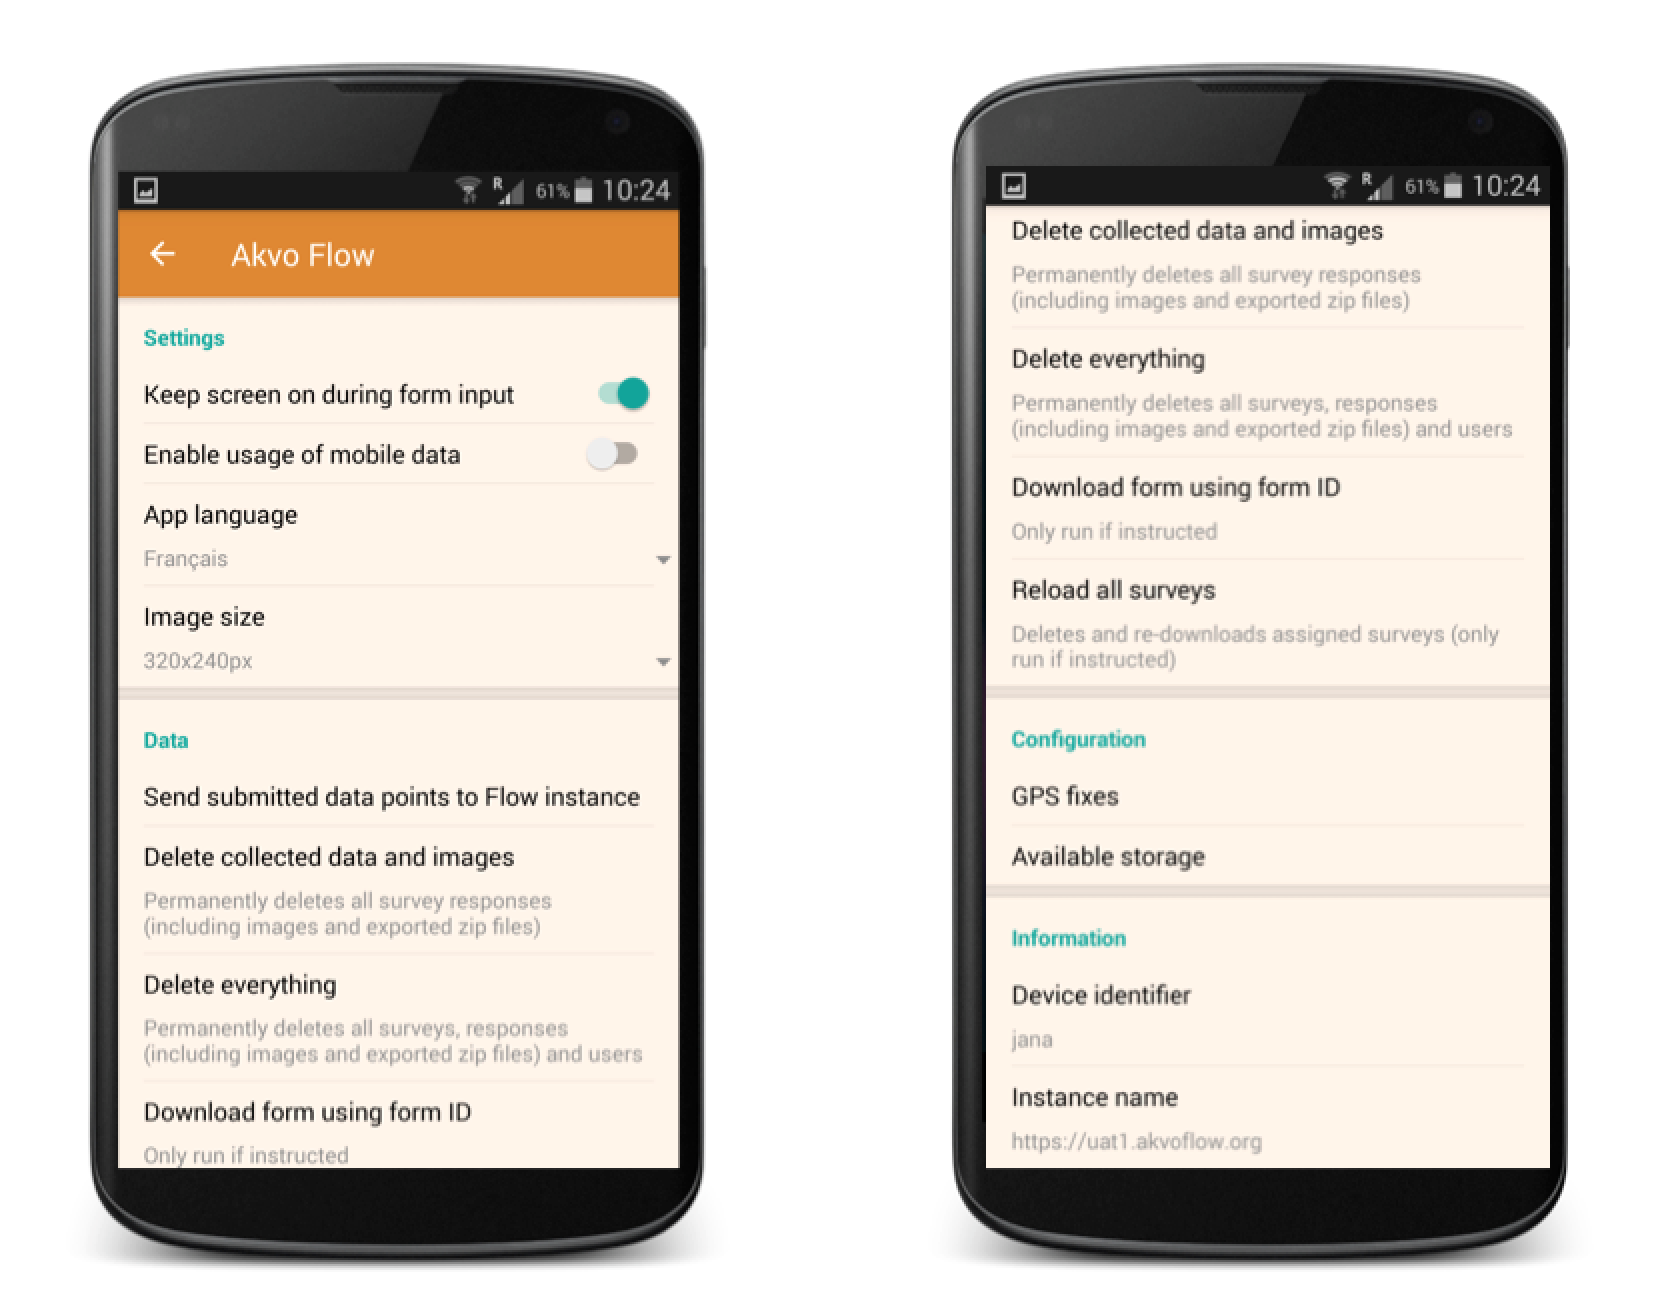 R 61% 10:24
Akvo Flow
Settings
Keep screen on during form input
Enable usage of mobile data
App language
Français
Image size
320x240px
Data
Send submitted data points to Flow instance
Delete collected data and images
Permanently deletes all survey responses
(including images and exported zip files)
Delete everything
Permanently deletes all surveys, responses
(including images and exported zip files) and users
Download form using form ID
Only run if instructed
R 61% 10:24
Delete collected data and images
Permanently deletes all survey responses
(including images and exported zip files)
Delete everything
Permanently deletes all surveys, responses
(including images and exported zip files) and users
Download form using form ID
Only run if instructed
Reload all surveys
Deletes and re-downloads assigned surveys (only
run if instructed)
Configuration
GPS fixes
Available storage
Information
Device identifier
jana
Instance name
https://uat1.akvoflow.org